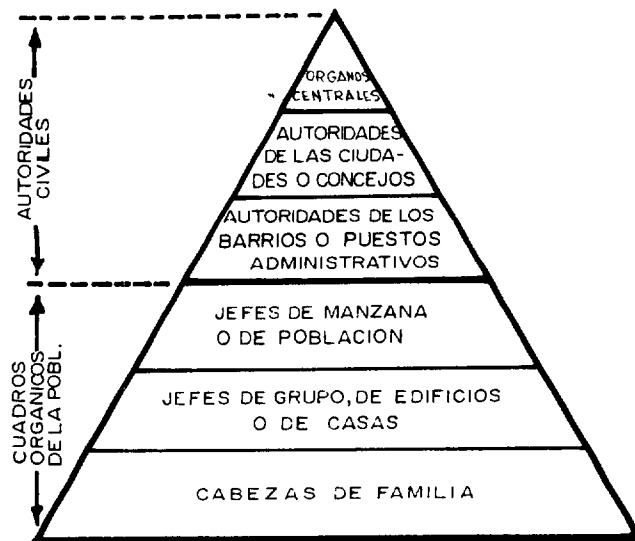 AUTORIDADES
CIVILES
ORGANOS
CENTRALES
AUTORIDADES
DE LAS CIUDA-
DES O CONCEJOS
AUTORIDADES DE LOS
BARRIOS O PUESTOS
ADMINISTRATIVOS
CUADROS
ORGANICOS
DE LA POBL.
JEFES DE MANZANA
O DE POBLACION
JEFES DE GRUPO, DE EDIFICIOS
O DE CASAS
CABEZAS DE FAMILIA